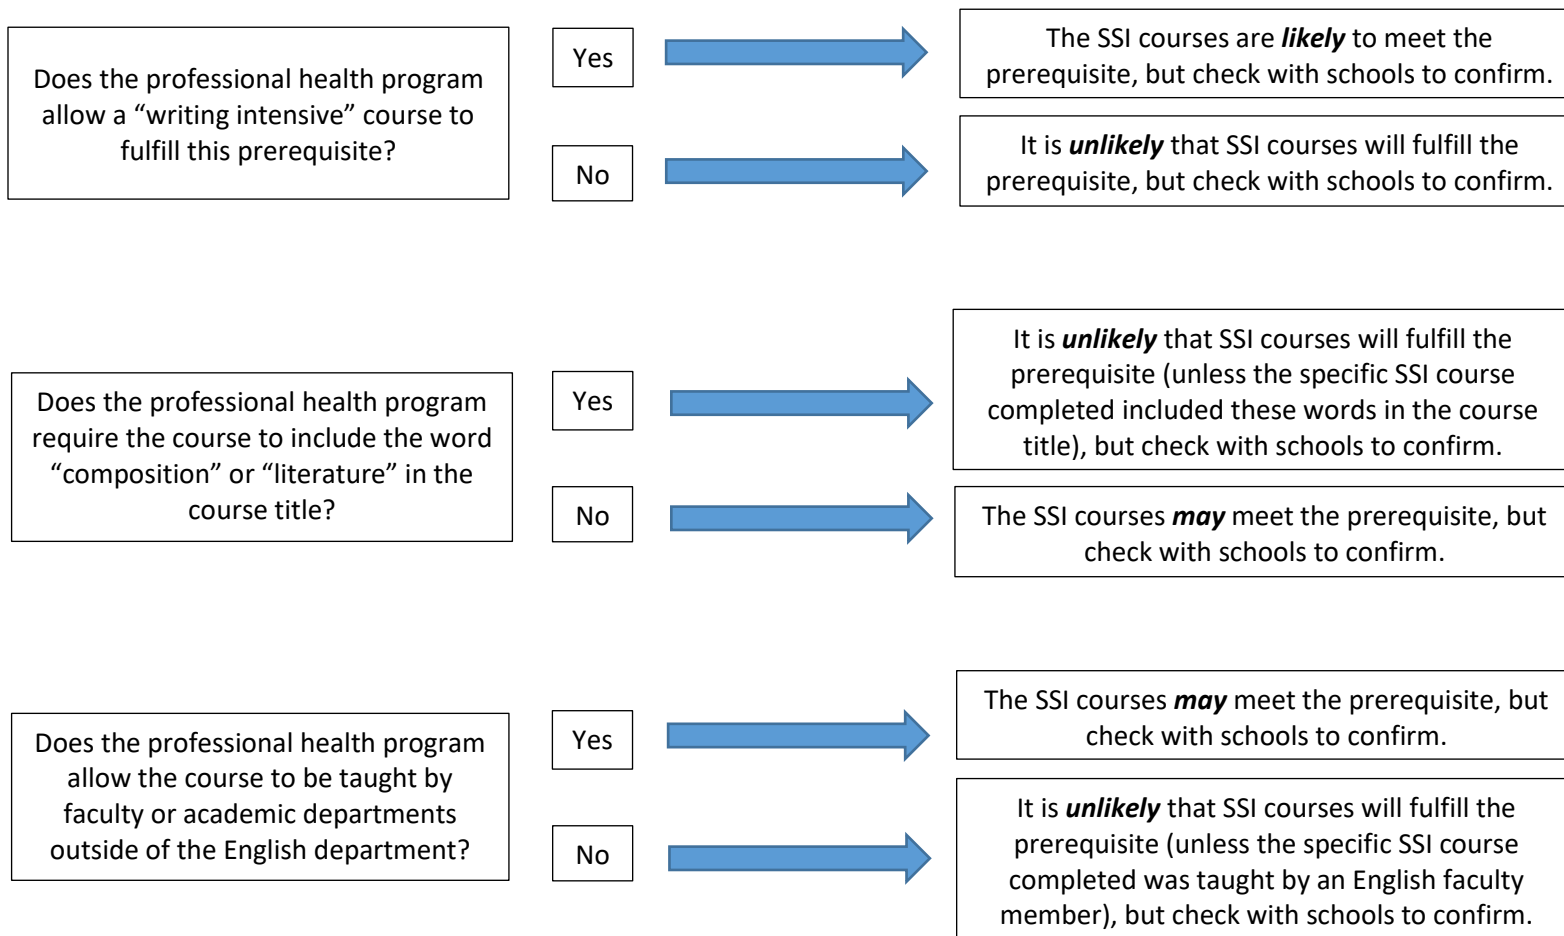 Does the professional health program
allow a “writing intensive” course to
fulfill this prerequisite?
Yes
The SSI courses are likely to meet the
prerequisite, but check with schools to confirm.
No
It is unlikely that SSI courses will fulfill the
prerequisite, but check with schools to confirm.
Does the professional health program
require the course to include the word
“composition” or “literature” in the
course title?
Yes
It is unlikely that SSI courses will fulfill the
prerequisite (unless the specific SSI course
completed included these words in the course
title), but check with schools to confirm.
No
The SSI courses may meet the prerequisite, but
check with schools to confirm.
Does the professional health program
allow the course to be taught by
faculty or academic departments
outside of the English department?
Yes
The SSI courses may meet the prerequisite, but
check with schools to confirm.
No
It is unlikely that SSI courses will fulfill the
prerequisite (unless the specific SSI course
completed was taught by an English faculty
member), but check with schools to confirm.